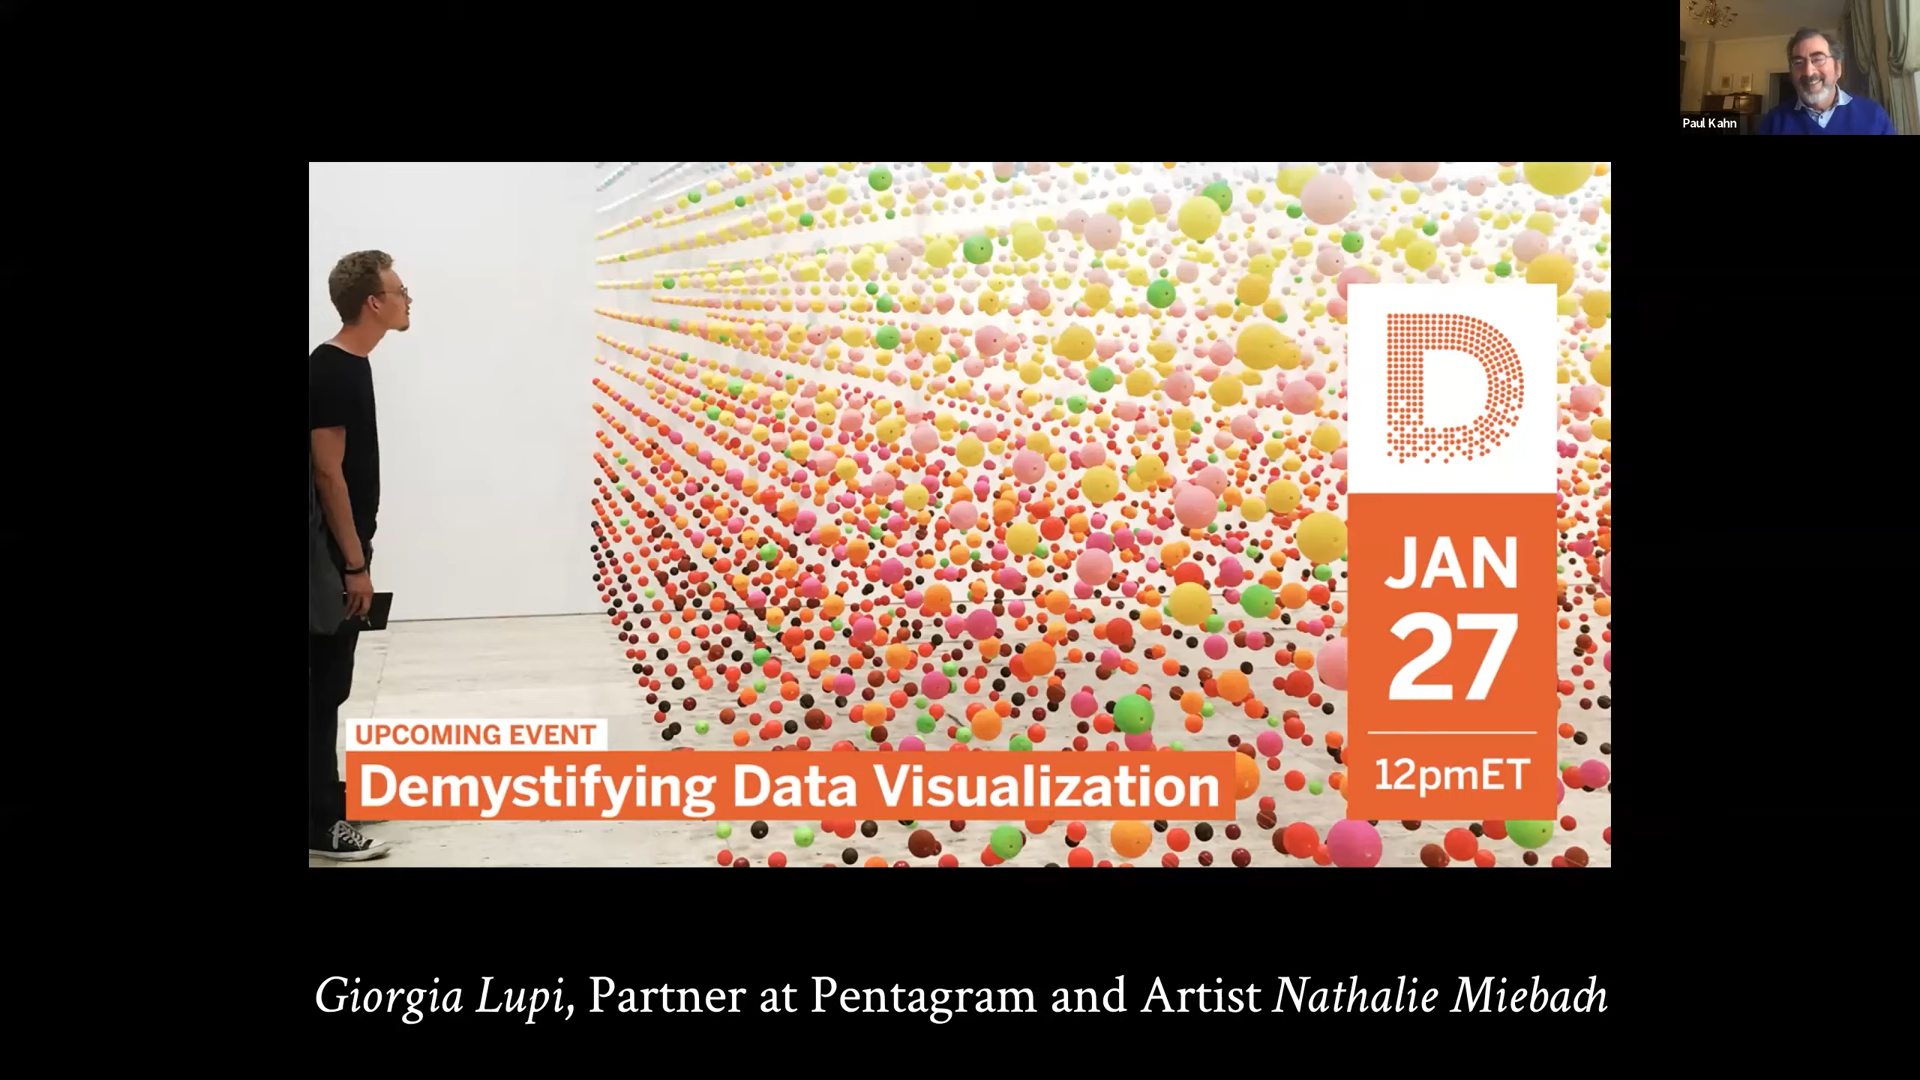 Paul Kahn
D
JAN
27
12pmET
UPCOMING EVENT
Demystifying Data Visualization
Giorgia Lupi, Partner at Pentagram and Artist Nathalie Miebach